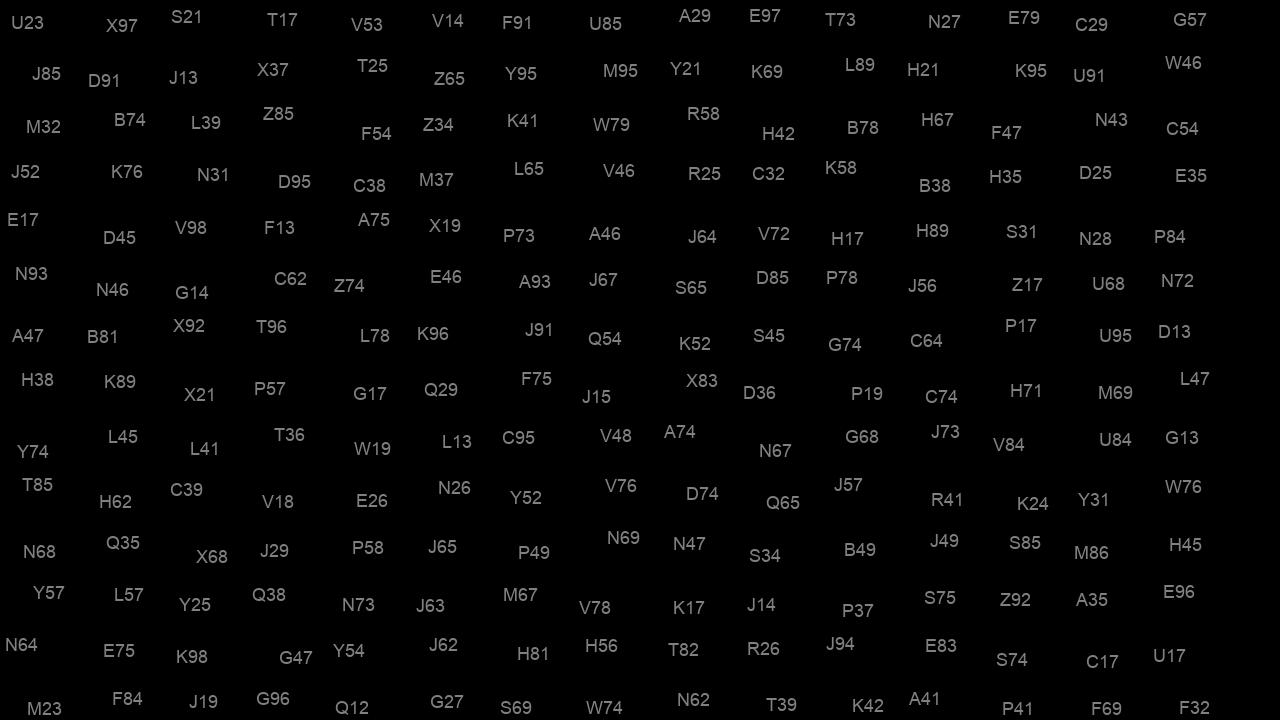 U23 X97 S21 T17 V53 V14 F91 U85 A29 E97 T73 N27 E79 C29 G57
J85 D91 J13 X37 T25 Z65 Y95 M95 Y21 K69 L89 H21 K95 U91 W46
M32 B74 L39 Z85 F54 Z34 K41 W79 R58 H42 B78 H67 F47 N43 C54
J52 K76 N31 D95 C38 M37 L65 V46 R25 C32 K58 B38 H35 D25 E35
E17 D45 V98 F13 A75 X19 P73 A46 J64 V72 H17 H89 S31 N28 P84
N93 N46 G14 C62 Z74 E46 A93 J67 S65 D85 P78 J56 Z17 U68 N72
A47 B81 X92 T96 L78 K96 J91 Q54 K52 S45 G74 C64 P17 U95 D13
H38 K89 X21 P57 G17 Q29 F75 J15 X83 D36 P19 C74 H71 M69 L47
Y74 L45 L41 T36 W19 L13 C95 V48 A74 N67 G68 J73 V84 U84 G13
T85 H62 C39 V18 E26 N26 Y52 V76 D74 Q65 J57 R41 K24 Y31 W76
N68 Q35 X68 J29 P58 J65 P49 N69 N47 S34 B49 J49 S85 M86 H45
Y57 L57 Y25 Q38 N73 J63 M67 V78 K17 J14 P37 S75 Z92 A35 E96
N64 E75 K98 G47 Y54 J62 H81 H56 T82 R26 J94 E83 S74 C17 U17
M23 F84 J19 G96 Q12 G27 S69 W74 N62 T39 K42 A41 P41 F69 F32